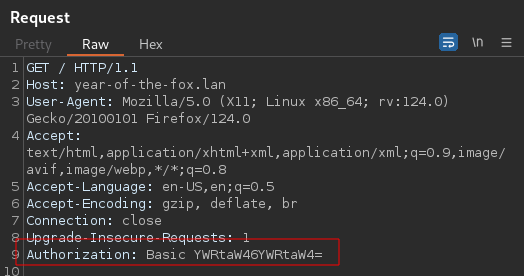 Request
Pretty Raw Hex
\n
1 GET / HTTP/1.1
2 Host: year-of-the-fox.lan
3 User-Agent: Mozilla/5.0 (X11; Linux x86_64; rv:124.0)
Gecko/20100101 Firefox/124.0
4 Accept:
text/html,application/xhtml+xml,application/xml;q=0.9,image/
avif,image/webp,*/*;q=0.8
5 Accept-Language: en-US,en;q=0.5
6 Accept-Encoding: gzip, deflate, br
7 Connection: close
8 Upgrade-Insecure-Requests: 1
9 Authorization: Basic YWRtaW46YWRtaW4=
10